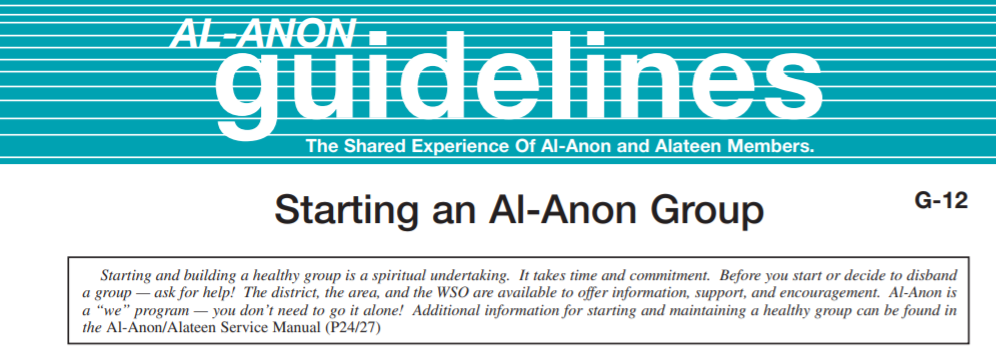 AL-ANON
guidelines
The Shared Experience Of Al-Anon and Alateen Members.
Starting an Al-Anon Group
G-12
Starting and building a healthy group is a spiritual undertaking. It takes time and commitment. Before you start or decide to disband
a group — ask for help! The district, the area, and the WSO are available to offer information, support, and encouragement. Al-Anon is
a “we” program — you don’t need to go it alone! Additional information for starting and maintaining a healthy group can be found in
the Al-Anon/Alateen Service Manual (P24/27)